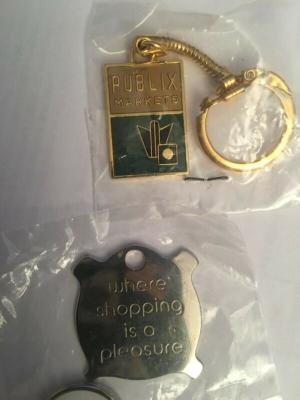 PUBLIX
MARKETS
where
shopping
is a
pleasure